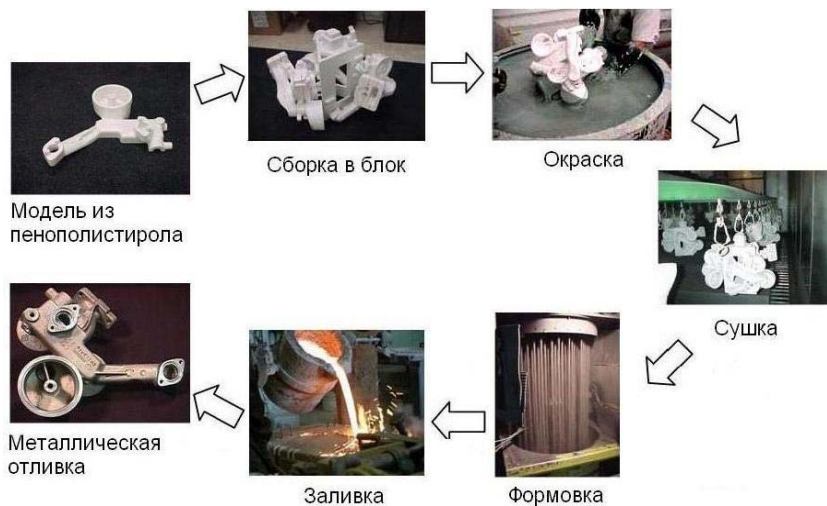 Модель из
пенополистирола
Сборка в блок
Окраска
Сушка
Формовка
Заливка
Металлическая
отливка